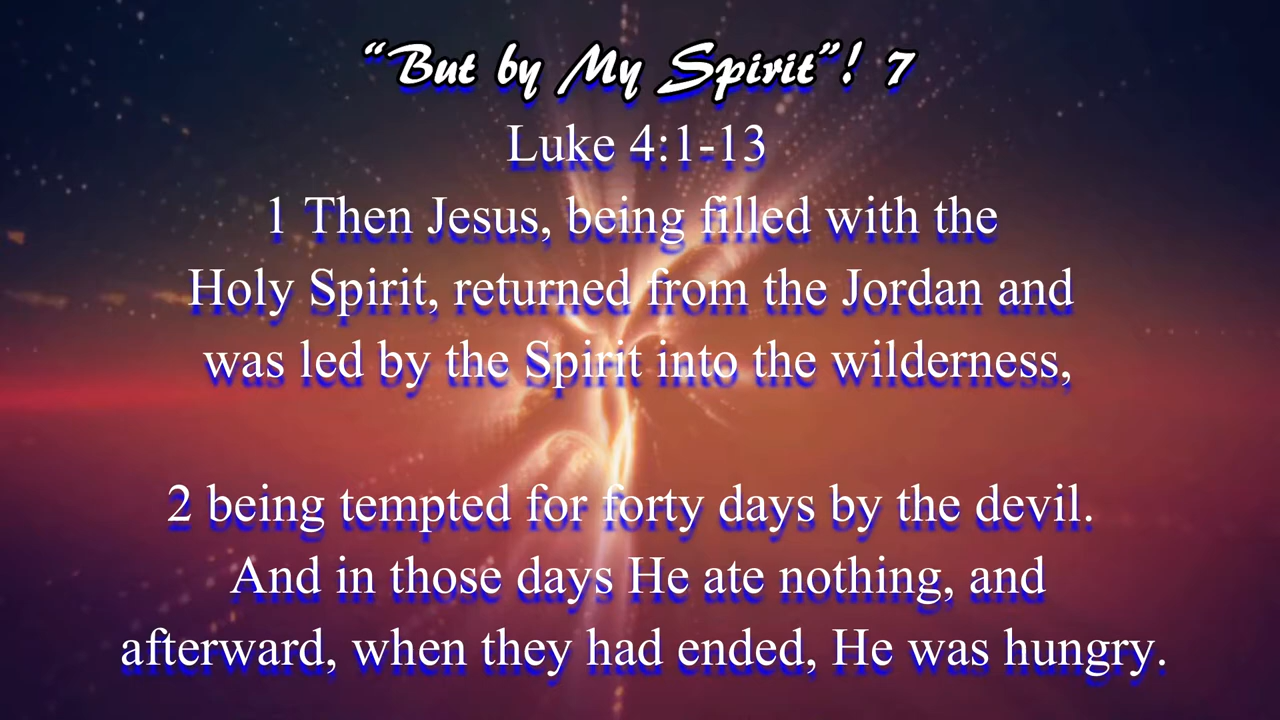 “But by My Spirit”! 7
Luke 4:1-13
1 Then Jesus, being filled with the
Holy Spirit, returned from the Jordan and
was led by the Spirit into the wilderness,
2 being tempted for forty days by the devil.
And in those days He ate nothing, and
afterward, when they had ended, He was hungry.